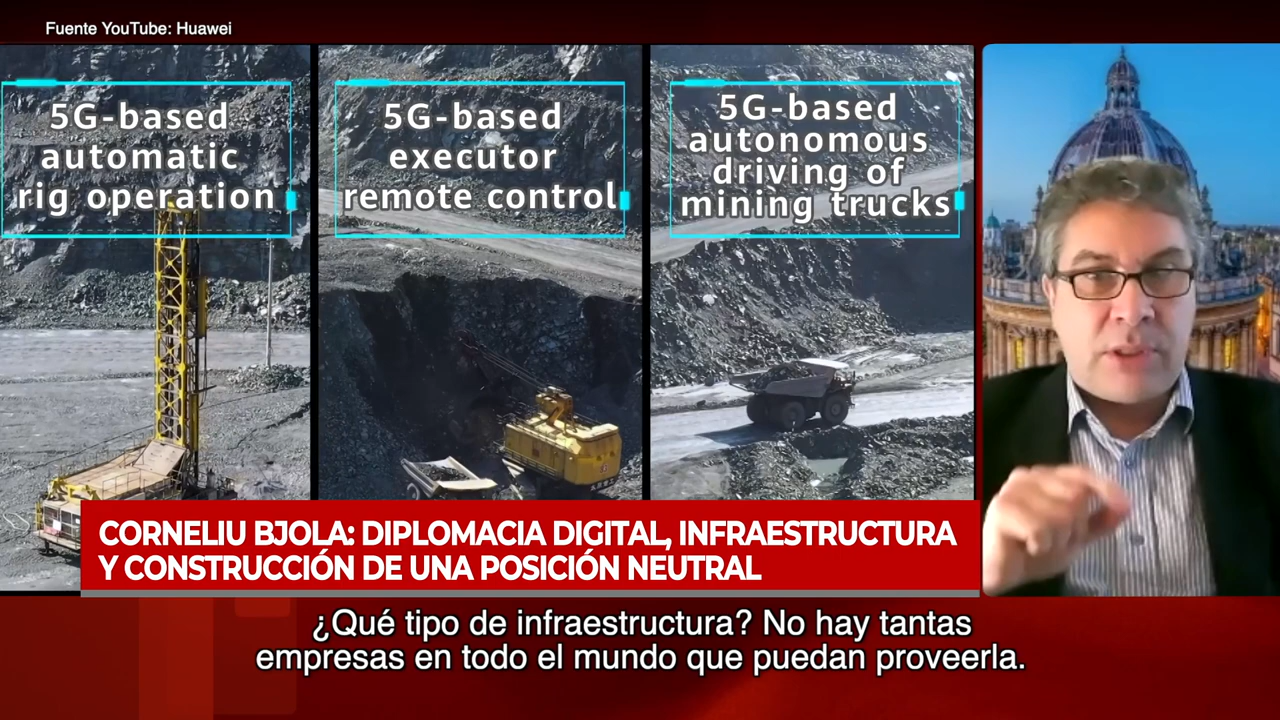 Fuente YouTube: Huawei
5G-based
automatic
rig operation
5G-based
executor
remote control
5G-based
autonomous
driving of
mining trucks
CORNELIU BJOLA: DIPLOMACIA DIGITAL, INFRAESTRUCTURA
Y CONSTRUCCIÓN DE UNA POSICIÓN NEUTRAL
¿Qué tipo de infraestructura? No hay tantas
empresas en todo el mundo que puedan proveerla.